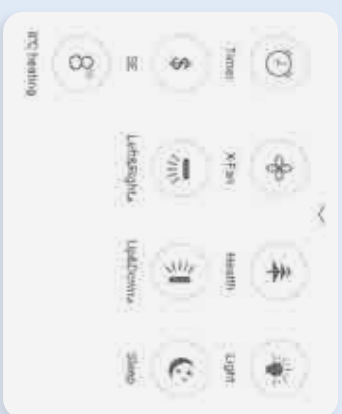 Timer X-Fan Health Light
SE Left&Right Up&Down Sleep
8℃ heating